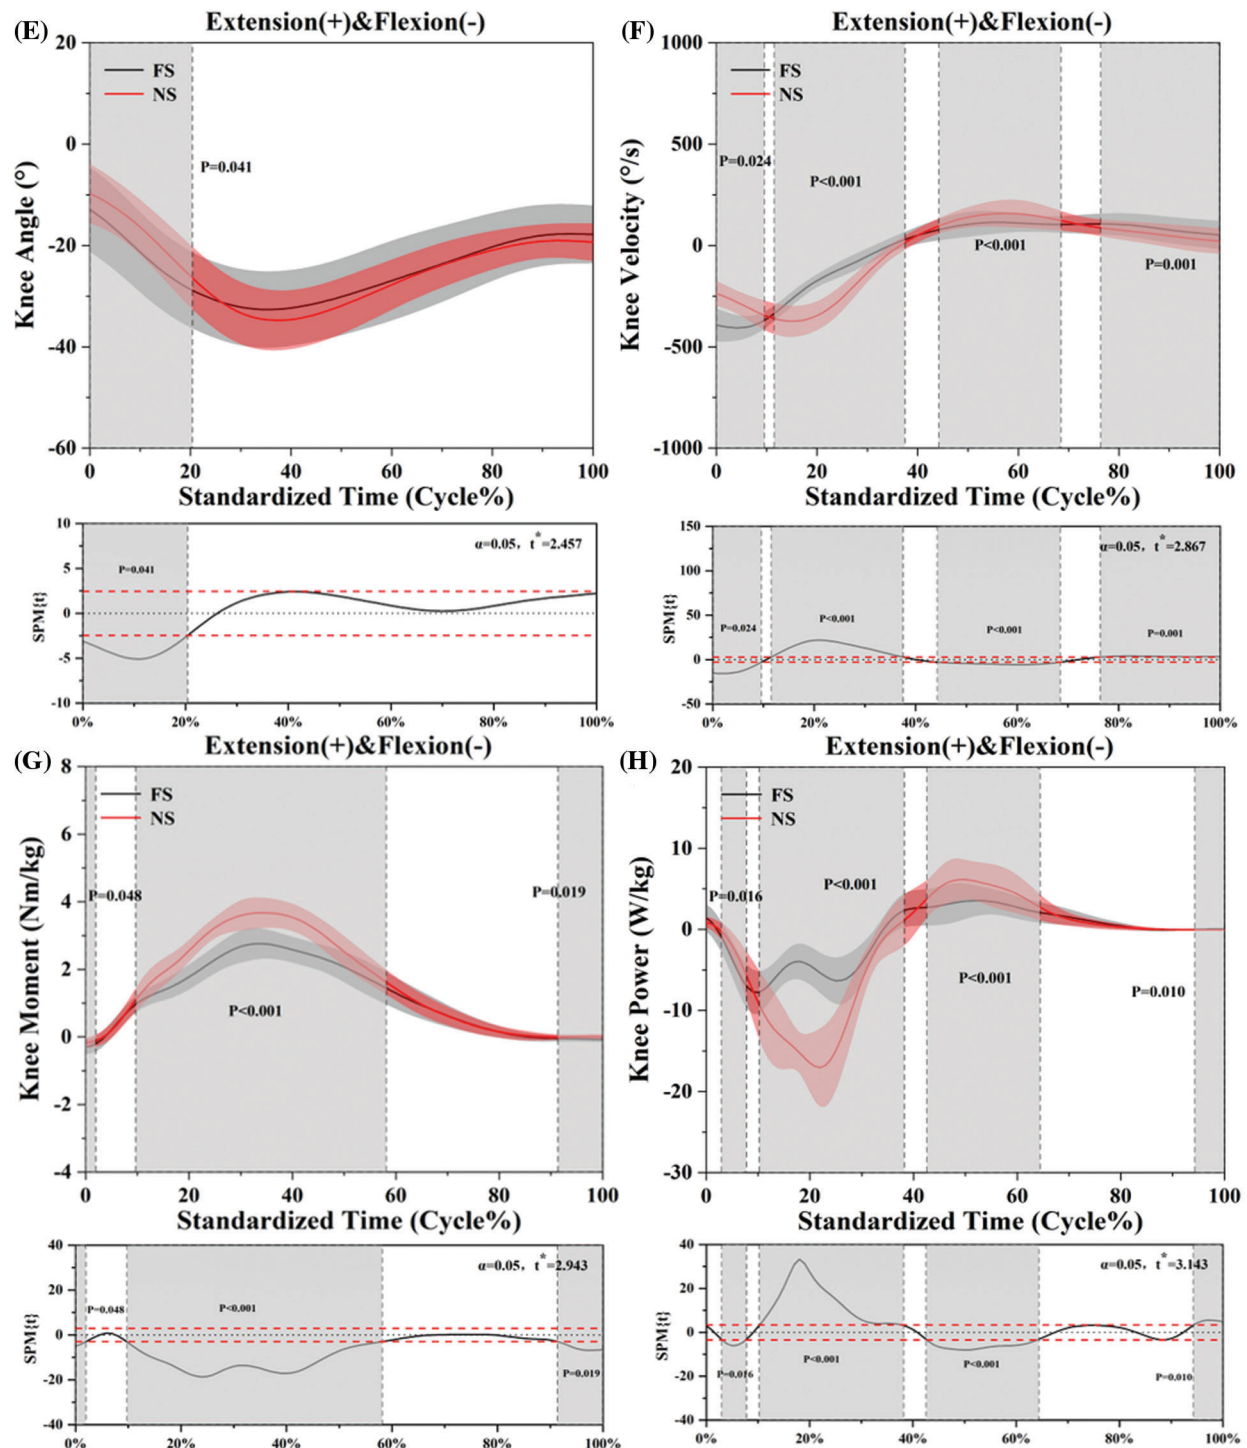 (E)
Extension(+)&Flexion(-)
20
0
-20
-40
-60
Knee Angle (°)
FS
NS
P=0.041
0 20 40 60 80 100
Standardized Time (Cycle%)
10
5
0
-5
-10
SPM{t}
α=0.05, t*=2.457
P=0.041
0% 20% 40% 60% 80% 100%
(F)
Extension(+)&Flexion(-)
1000
500
0
-500
-1000
Knee Velocity (°/s)
FS
NS
P=0.024
P<0.001
P<0.001
P=0.001
0 20 40 60 80 100
Standardized Time (Cycle%)
150
100
50
0
-50
SPM{t}
α=0.05, t*=2.867
P=0.024
P<0.001
P<0.001
P=0.001
0% 20% 40% 60% 80% 100%
(G)
Extension(+)&Flexion(-)
8
6
4
2
0
-2
-4
Knee Moment (Nm/kg)
FS
NS
P=0.048
P<0.001
P=0.019
0 20 40 60 80 100
Standardized Time (Cycle%)
40
20
0
-20
-40
SPM{t}
α=0.05, t*=2.943
P=0.048
P<0.001
P=0.019
0% 20% 40% 60% 80% 100%
(H)
Extension(+)&Flexion(-)
20
10
0
-10
-20
-30
Knee Power (W/kg)
FS
NS
P=0.016
P<0.001
P<0.001
P=0.010
0 20 40 60 80 100
Standardized Time (Cycle%)
40
20
0
-20
-40
SPM{t}
α=0.05, t*=3.143
P=0.016
P<0.001
P<0.001
P=0.010
0% 20% 40% 60% 80% 100%